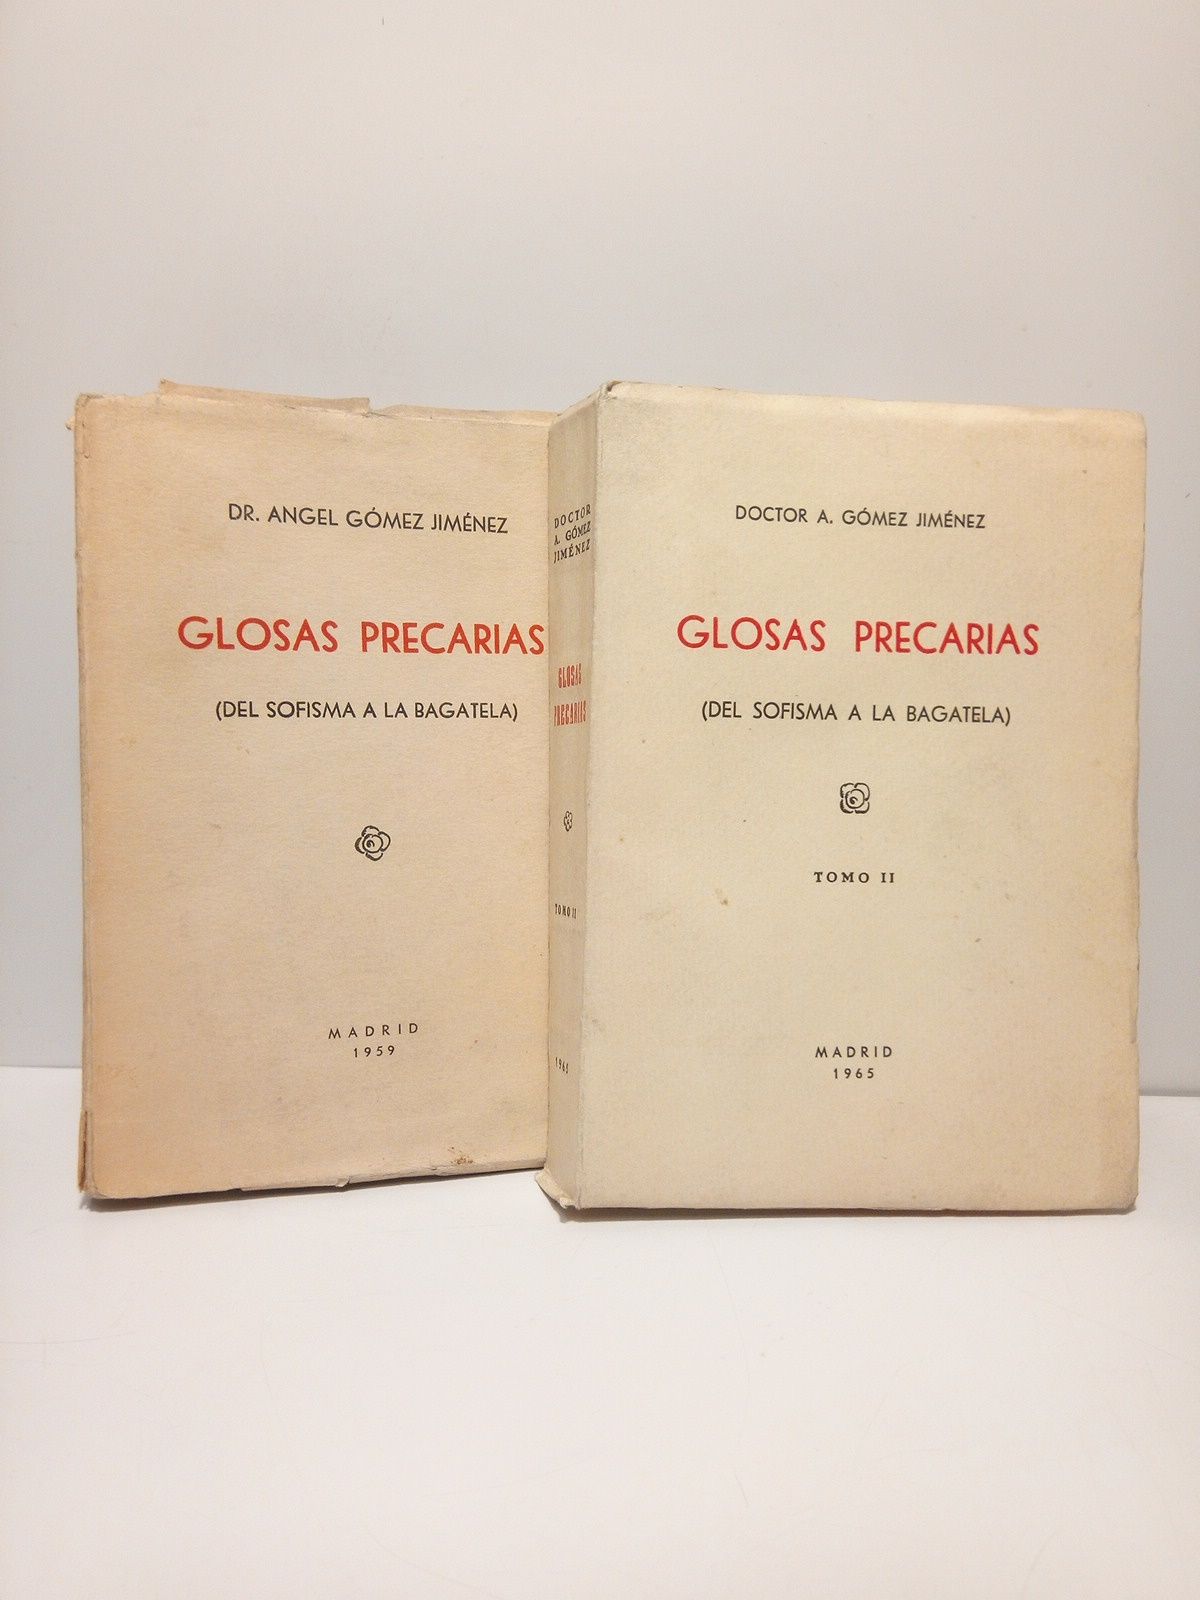 DR. ANGEL GÓMEZ JIMÉNEZ
GLOSAS PRECARIAS
(DEL SOFISMA A LA BAGATELA)
MADRID
1959
DOCTOR
A. GÓMEZ
JIMÉNEZ
GLOSAS
PRECARIAS
TOMO II
1965
DOCTOR A. GÓMEZ JIMÉNEZ
GLOSAS PRECARIAS
(DEL SOFISMA A LA BAGATELA)
TOMO II
MADRID
1965